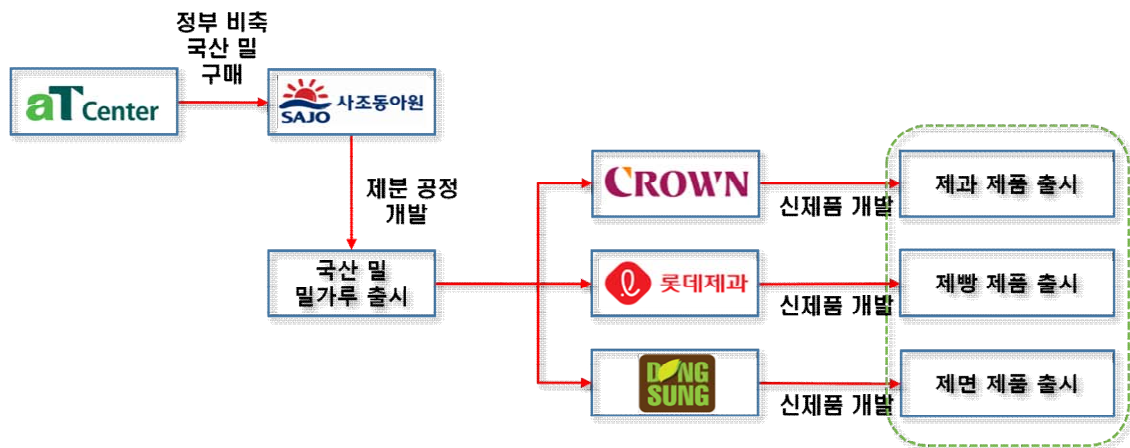 정부 비축
국산 밀
구매
aT Center
SAJO 사조동아원
제분 공정
개발
국산 밀
밀가루 출시
CROWN
신제품 개발
제과 제품 출시
롯데제과
신제품 개발
제빵 제품 출시
DONG
SUNG
신제품 개발
제면 제품 출시